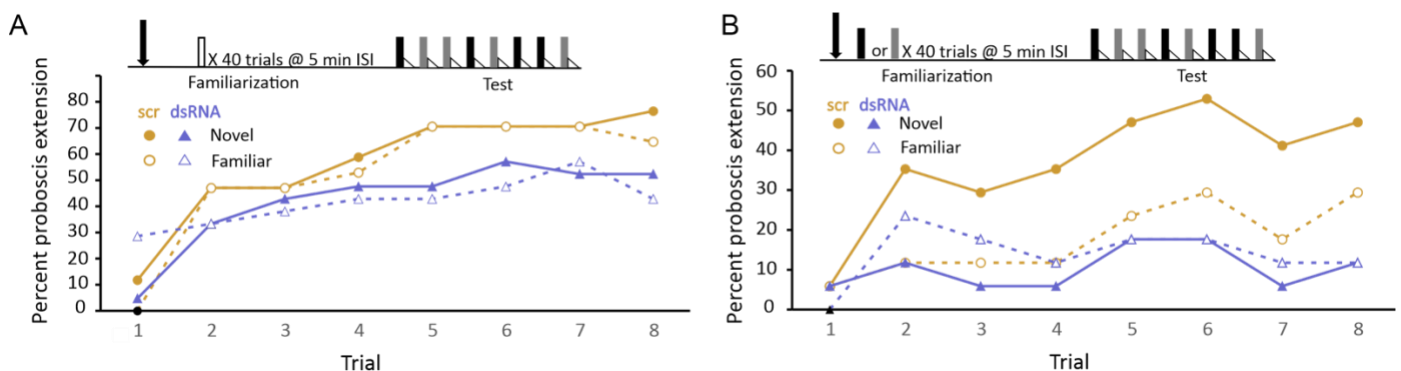 A
X 40 trials @ 5 min ISI
Familiarization
Test
Percent proboscis extension
80
70
60
50
40
30
20
10
0
scr dsRNA
Novel
Familiar
1 2 3 4 5 6 7 8
Trial
B
or X 40 trials @ 5 min ISI
Familiarization
Test
Percent proboscis extension
60
50
40
30
20
10
0
scr dsRNA
Novel
Familiar
1 2 3 4 5 6 7 8
Trial